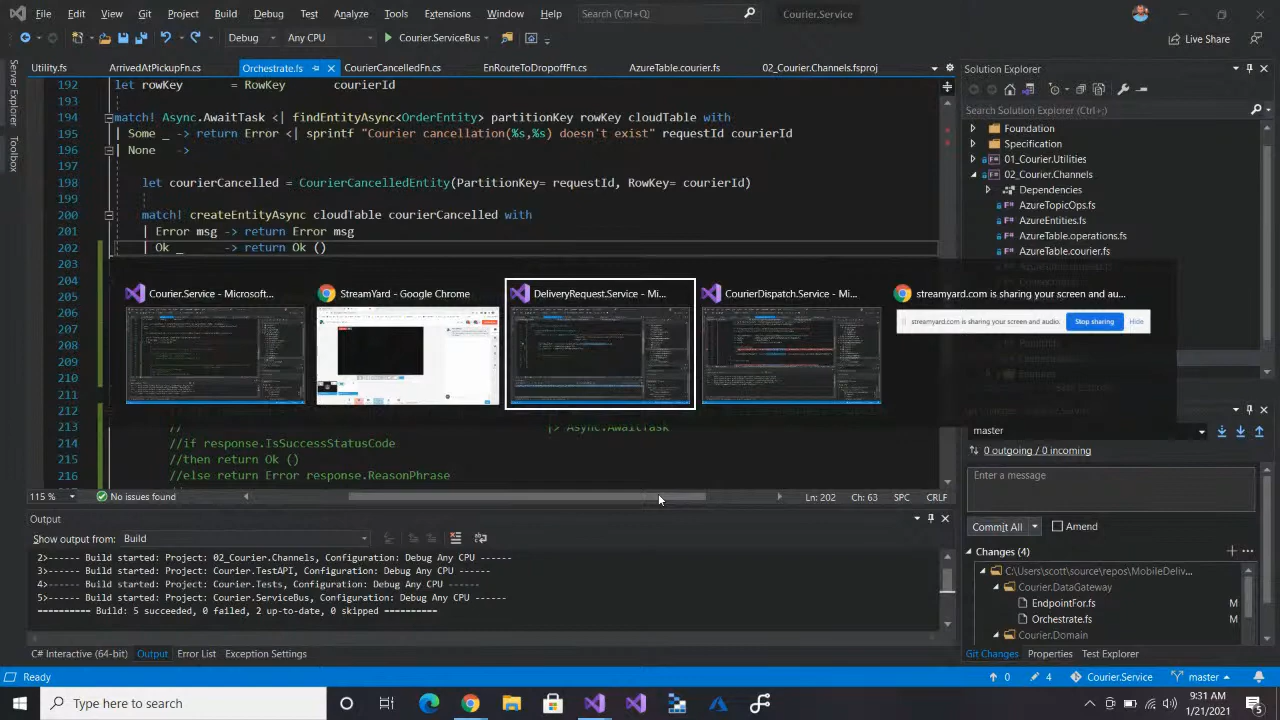 File Edit View Git Project Build Debug Test Analyze Tools Extensions Window Help Search (Ctrl+Q) Courier.Service
Debug Any CPU Courier.ServiceBus Live Share
Utility.fs ArrivedAtPickupFn.cs Orchestrate.fs CourierCancelledFn.cs EnRouteToDropoffFn.cs AzureTable.courier.fs 02_Courier.Channels.fsproj
Server Explorer
Toolbox
192 let rowKey = RowKey courierId
193
194 match! Async.AwaitTask <| findEntityAsync<OrderEntity> partitionKey rowKey cloudTable with
195 | Some _ -> return Error <| sprintf "Courier cancellation(%s,%s) doesn't exist" requestId courierId
196 | None ->
197
198 let courierCancelled = CourierCancelledEntity(PartitionKey= requestId, RowKey= courierId)
199
200 match! createEntityAsync cloudTable courierCancelled with
201 | Error msg -> return Error msg
202 | Ok _ -> return Ok ()
203
204
205
206
207
208
209
210
211
212 //
213 // |> Async.AwaitTask
214 //if response.IsSuccessStatusCode
215 //then return Ok ()
216 //else return Error response.ReasonPhrase
Courier.Service - Microsoft...
StreamYard - Google Chrome
DeliveryRequest.Service - Mi...
CourierDispatch.Service - Mi...
streamyard.com is sharing your screen and au...
streamyard.com is sharing your screen and audio. Stop sharing Hide
115 % No issues found Ln: 202 Ch: 63 SPC CRLF
Output
Show output from: Build
2>------ Build started: Project: 02_Courier.Channels, Configuration: Debug Any CPU ------
3>------ Build started: Project: Courier.TestAPI, Configuration: Debug Any CPU ------
4>------ Build started: Project: Courier.Tests, Configuration: Debug Any CPU ------
5>------ Build started: Project: Courier.ServiceBus, Configuration: Debug Any CPU ------
========== Build: 5 succeeded, 0 failed, 2 up-to-date, 0 skipped ==========
C# Interactive (64-bit) Output Error List Exception Settings
Solution Explorer
Search Solution Explorer (Ctrl+;)
Foundation
Specification
01_Courier.Utilities
02_Courier.Channels
Dependencies
AzureTopicOps.fs
AzureEntities.fs
AzureTable.operations.fs
AzureTable.courier.fs
master
0 outgoing / 0 incoming
Enter a message
Commit All Amend
Changes (4)
C:\Users\scott\source\repos\MobileDeliv...
Courier.DataGateway
EndpointFor.fs M
Orchestrate.fs M
Courier.Domain
Git Changes Properties Test Explorer
Ready 0 4 Courier.Service master
Type here to search
9:31 AM
1/21/2021
5